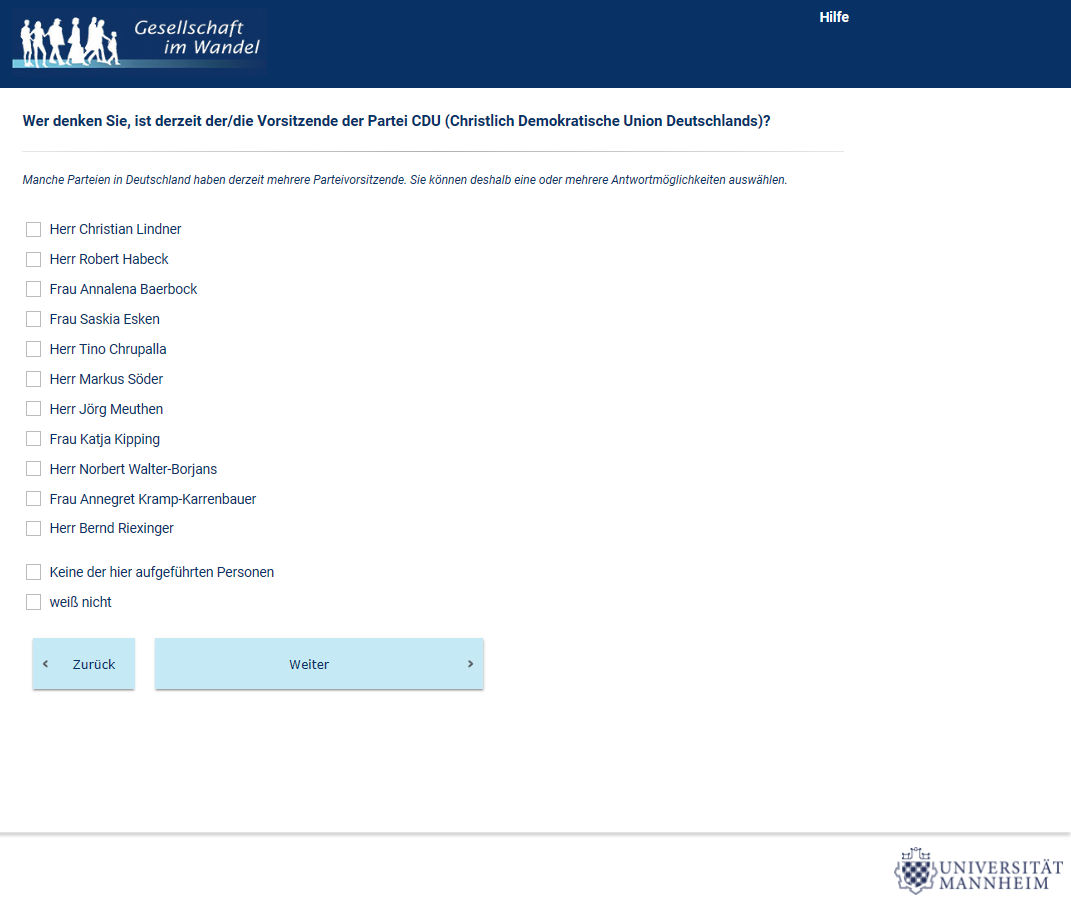 Gesellschaft
im Wandel
Hilfe
Wer denken Sie, ist derzeit der/die Vorsitzende der Partei CDU (Christlich Demokratische Union Deutschlands)?
Manche Parteien in Deutschland haben derzeit mehrere Parteivorsitzende. Sie können deshalb eine oder mehrere Antwortmöglichkeiten auswählen.
Herr Christian Lindner
Herr Robert Habeck
Frau Annalena Baerbock
Frau Saskia Esken
Herr Tino Chrupalla
Herr Markus Söder
Herr Jörg Meuthen
Frau Katja Kipping
Herr Norbert Walter-Borjans
Frau Annegret Kramp-Karrenbauer
Herr Bernd Riexinger
Keine der hier aufgeführten Personen
weiß nicht
Zurück
Weiter
UNIVERSITÄT
MANNHEIM